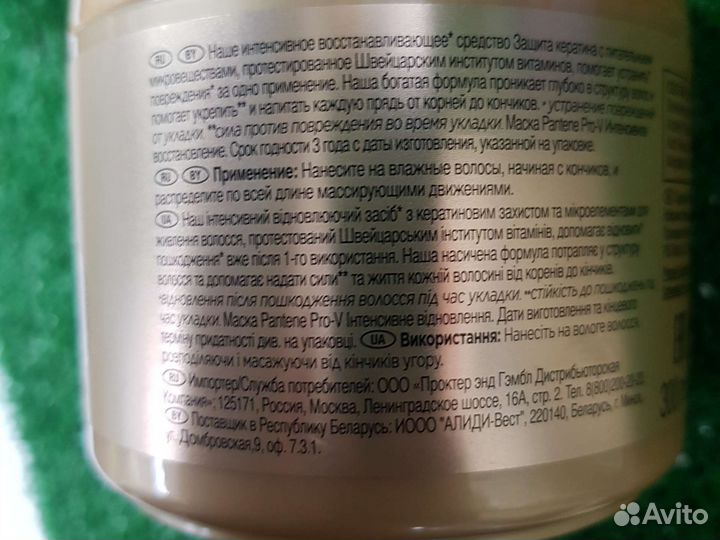 RU BY Наше интенсивное восстанавливающее* средство Защита кератина с питательными
микровеществами, протестированное Швейцарским институтом витаминов, помогает устранить
повреждения* за одно применение. Наша богатая формула проникает глубоко в структуру
помогает укрепить** и напитать каждую прядь от корней до кончиков. * устранение повреждений
от укладки. **сила против повреждения во время укладки. Маска Pantene Pro-V Интенсивное
восстановление. Срок годности 3 года с даты изготовления, указанной на упаковке.
RU BY Применение: Нанесите на влажные волосы, начиная с кончиков, и
распределите по всей длине массирующими движениями.
UA Наш інтенсивний відновлюючий засіб* з кератиновим захистом та мікроелементами для
живлення волосся, протестований Швейцарським інститутом вітамінів, допомагає відновити
пошкодження* вже після 1-го використання. Наша насичена формула потрапляє у структуру
волосся та допомагає надати сили** та життя кожній волосині від коренів до кінчиків.
*відновлення після пошкодження волосся під час укладки. **стійкість до пошкоджень під
час укладки. Маска Pantene Pro-V Інтенсивне відновлення. Дати виготовлення та кінцевого
терміну придатності див. на упаковці. UA Використання: Нанесіть на вологе волосся,
розподіляючи і масажуючи від кінчиків угору.
RU Импортер/Служба потребителей: ООО «Проктер энд Гэмбл Дистрибьюторская
Компания»: 125171, Россия, Москва, Ленинградское шоссе, 16А, стр. 2. Тел. 8(800)200-20-20.
BY Поставщик в Республику Беларусь: ИООО "АЛИДИ-Вест", 220140, Беларусь, г. Минск,
ул. Домбровская,9, оф. 7.3.1.
Avito